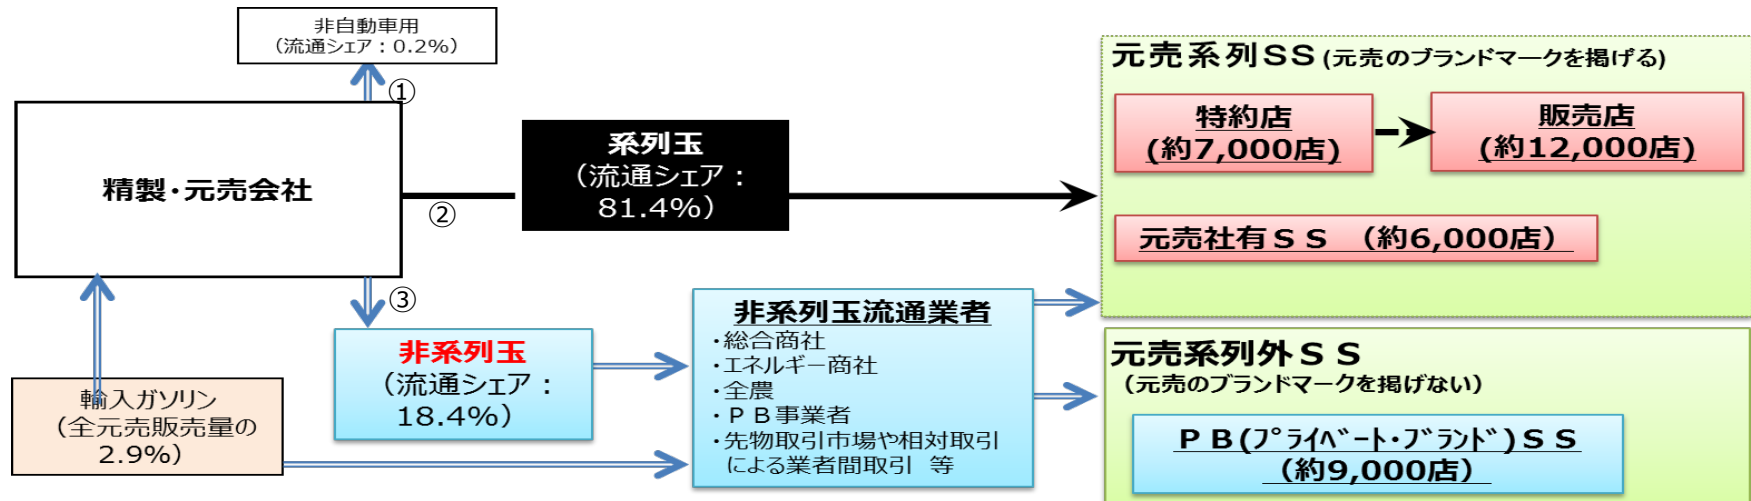 非自動車用
（流通シェア：0.2%）
①
精製・元売会社
②
系列玉
（流通シェア：
81.4%）
③
非系列玉
（流通シェア：
18.4%）
輸入ガソリン
（全元売販売量の
2.9%）
非系列玉流通業者
・総合商社
・エネルギー商社
・全農
・ＰＢ事業者
・先物取引市場や相対取引
による業者間取引　等
元売系列ＳＳ(元売のブランドマークを掲げる)
特約店
(約7,000店)
販売店
(約12,000店)
元売社有ＳＳ　（約6,000店）
元売系列外ＳＳ
（元売のブランドマークを掲げない）
ＰＢ(ﾌﾟﾗｲﾍﾞｰﾄ・ﾌﾞﾗﾝﾄﾞ)ＳＳ
（約9,000店）